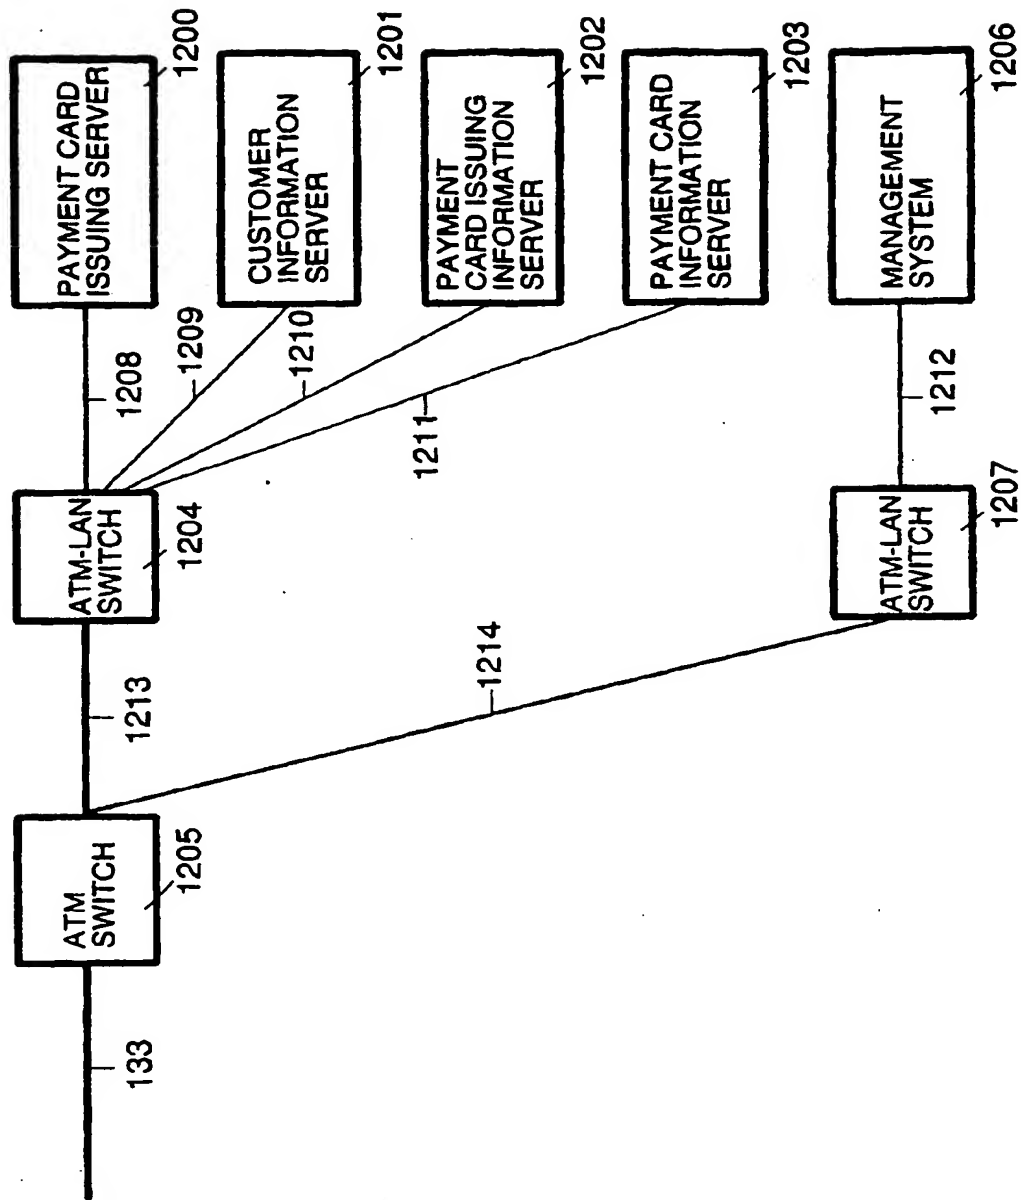 PAYMENT CARD
ISSUING SERVER
1200
CUSTOMER
INFORMATION
SERVER
1201
PAYMENT
CARD ISSUING
INFORMATION
SERVER
1202
PAYMENT CARD
INFORMATION
SERVER
1203
MANAGEMENT
SYSTEM
1206
1208
1209
1210
1211
1212
ATM-LAN
SWITCH
1204
ATM-LAN
SWITCH
1207
1213
1214
ATM
SWITCH
1205
133